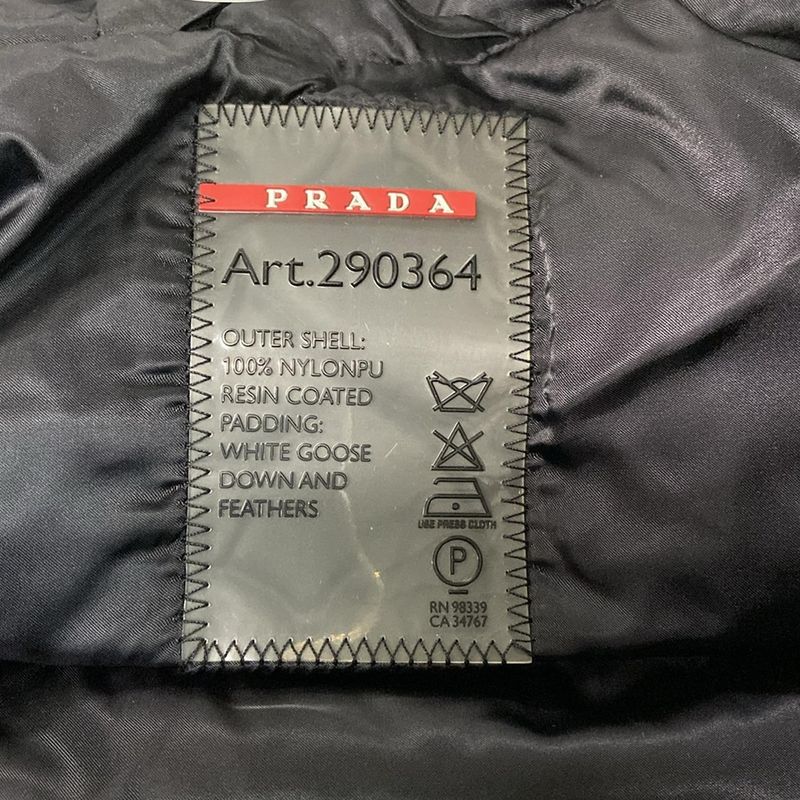 PRADA
Art.290364
OUTER SHELL:
100% NYLONPU
RESIN COATED
PADDING:
WHITE GOOSE
DOWN AND
FEATHERS
USE PRESS CLOTH
P
RN 98339
CA 34767